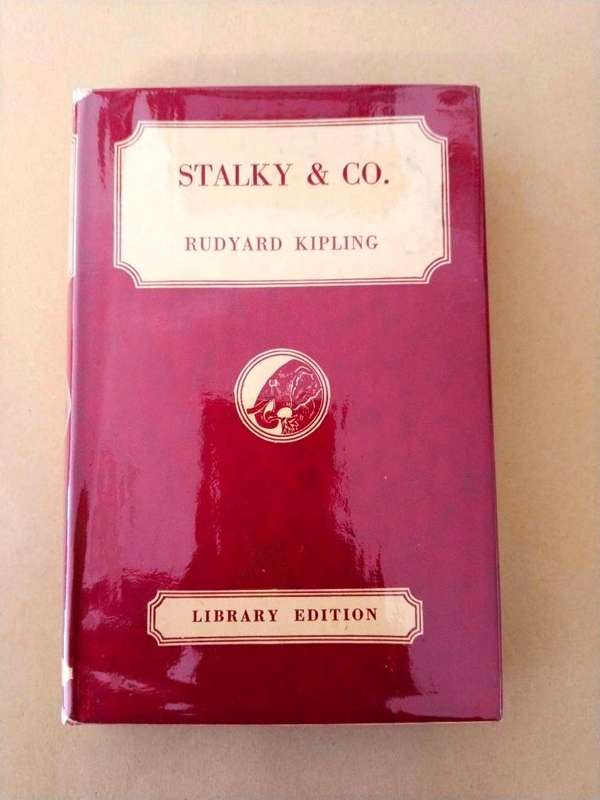 STALKY & CO.
RUDYARD KIPLING
LIBRARY EDITION